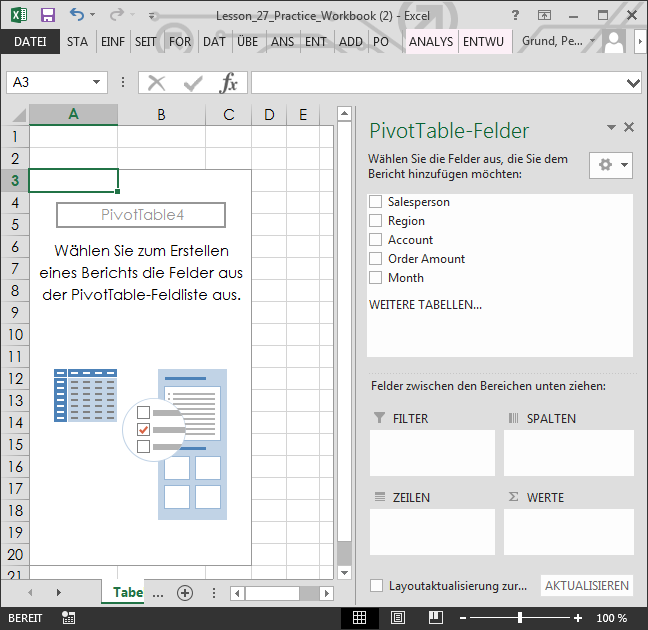 Lesson_27_Practice_Workbook (2) - Excel
DATEI STA EINF SEIT FOR DAT ÜBE ANS ENT ADD PO ANALYS ENTWU Grund, Pe...
A3
fx
A B C D E
1
2
3
4
5
6
7
8
9
10
11
12
13
14
15
16
17
18
19
20
21
PivotTable4
Wählen Sie zum Erstellen
eines Berichts die Felder aus
der PivotTable-Feldliste aus.
PivotTable-Felder
Wählen Sie die Felder aus, die Sie dem
Bericht hinzufügen möchten:
Salesperson
Region
Account
Order Amount
Month
WEITERE TABELLEN...
Felder zwischen den Bereichen unten ziehen:
FILTER
SPALTEN
ZEILEN
Σ WERTE
Layoutaktualisierung zur...
AKTUALISIEREN
Tabe ...
BEREIT
100 %